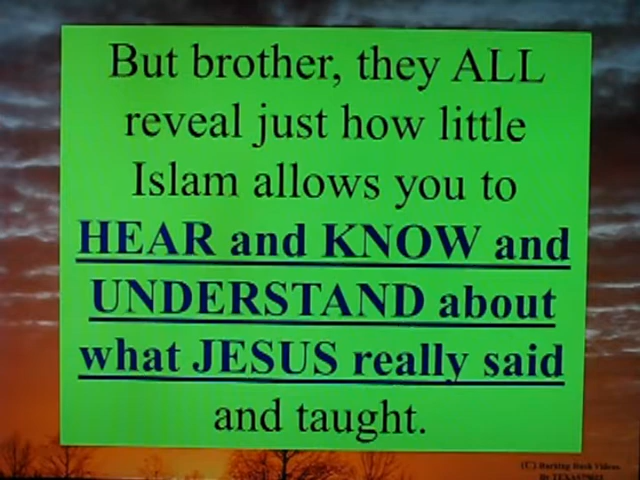 But brother, they ALL
reveal just how little
Islam allows you to
HEAR and KNOW and
UNDERSTAND about
what JESUS really said
and taught.